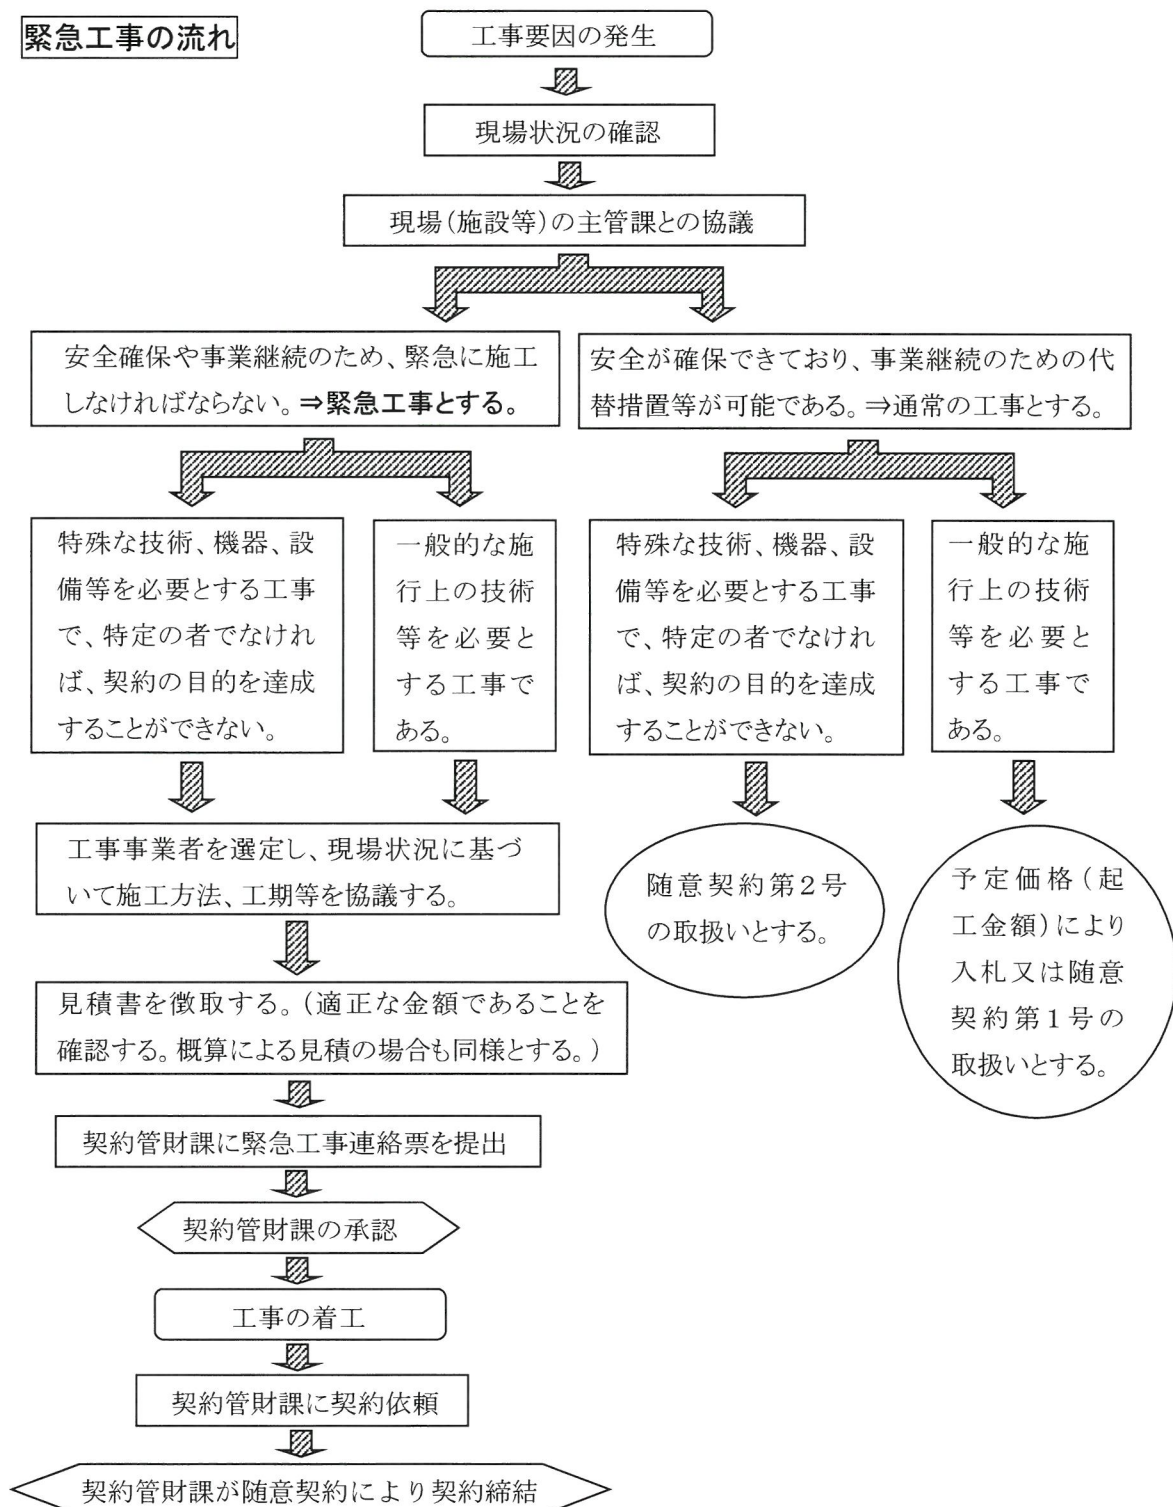 緊急工事の流れ
工事要因の発生
現場状況の確認
現場（施設等）の主管課との協議
安全確保や事業継続のため、緊急に施工
しなければならない。⇒緊急工事とする。
安全が確保できており、事業継続のための代
替措置等が可能である。⇒通常の工事とする。
特殊な技術、機器、設
備等を必要とする工事
で、特定の者でなけれ
ば、契約の目的を達成
することができない。
一般的な施
行上の技術
等を必要と
する工事で
ある。
特殊な技術、機器、設
備等を必要とする工事
で、特定の者でなけれ
ば、契約の目的を達成
することができない。
一般的な施
行上の技術
等を必要と
する工事で
ある。
工事事業者を選定し、現場状況に基づ
いて施工方法、工期等を協議する。
随意契約第２号
の取扱いとする。
予定価格（起
工金額）により
入札又は随意
契約第１号の
取扱いとする。
見積書を徴取する。（適正な金額であることを
確認する。概算による見積の場合も同様とする。）
契約管財課に緊急工事連絡票を提出
契約管財課の承認
工事の着工
契約管財課に契約依頼
契約管財課が随意契約により契約締結